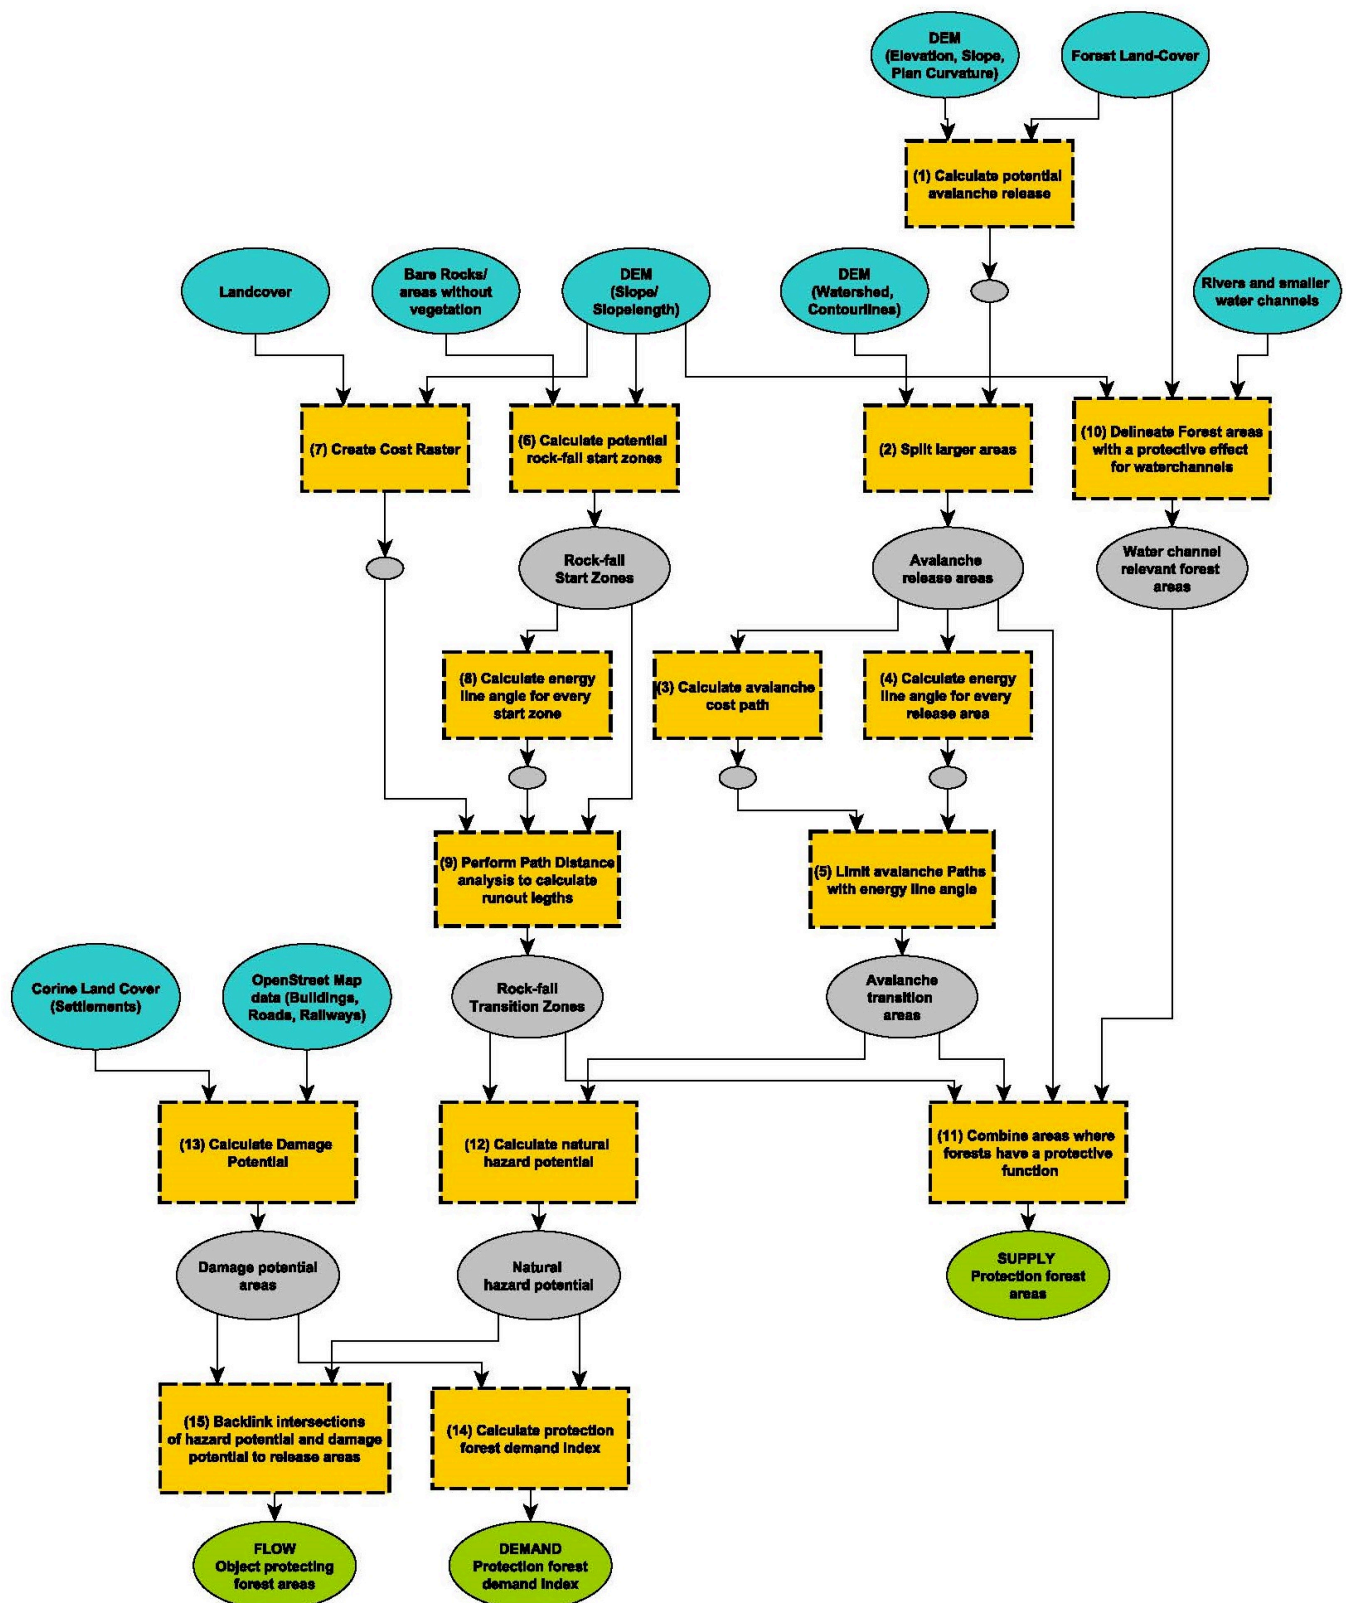 DEM
(Elevation, Slope,
Plan Curvature)
Forest Land-Cover
(1) Calculate potential
avalanche release
Landcover
Bare Rocks/
areas without
vegetation
DEM
(Slope/
Slopelength)
DEM
(Watershed,
Contourlines)
Rivers and smaller
water channels
(7) Create Cost Raster
(6) Calculate potential
rock-fall start zones
(2) Split larger areas
(10) Delineate Forest areas
with a protective effect
for waterchannels
Rock-fall
Start Zones
Avalanche
release areas
Water channel
relevant forest
areas
(8) Calculate energy
line angle for every
start zone
(3) Calculate avalanche
cost path
(4) Calculate energy
line angle for every
release area
(9) Perform Path Distance
analysis to calculate
runout legths
(5) Limit avalanche Paths
with energy line angle
Corine Land Cover
(Settlements)
OpenStreet Map
data (Buildings,
Roads, Railways)
Rock-fall
Transition Zones
Avalanche
transition
areas
(13) Calculate Damage
Potential
(12) Calculate natural
hazard potential
(11) Combine areas where
forests have a protective
function
Damage potential
areas
Natural
hazard potential
SUPPLY
Protection forest
areas
(15) Backlink intersections
of hazard potential and damage
potential to release areas
(14) Calculate protection
forest demand index
FLOW
Object protecting
forest areas
DEMAND
Protection forest
demand index